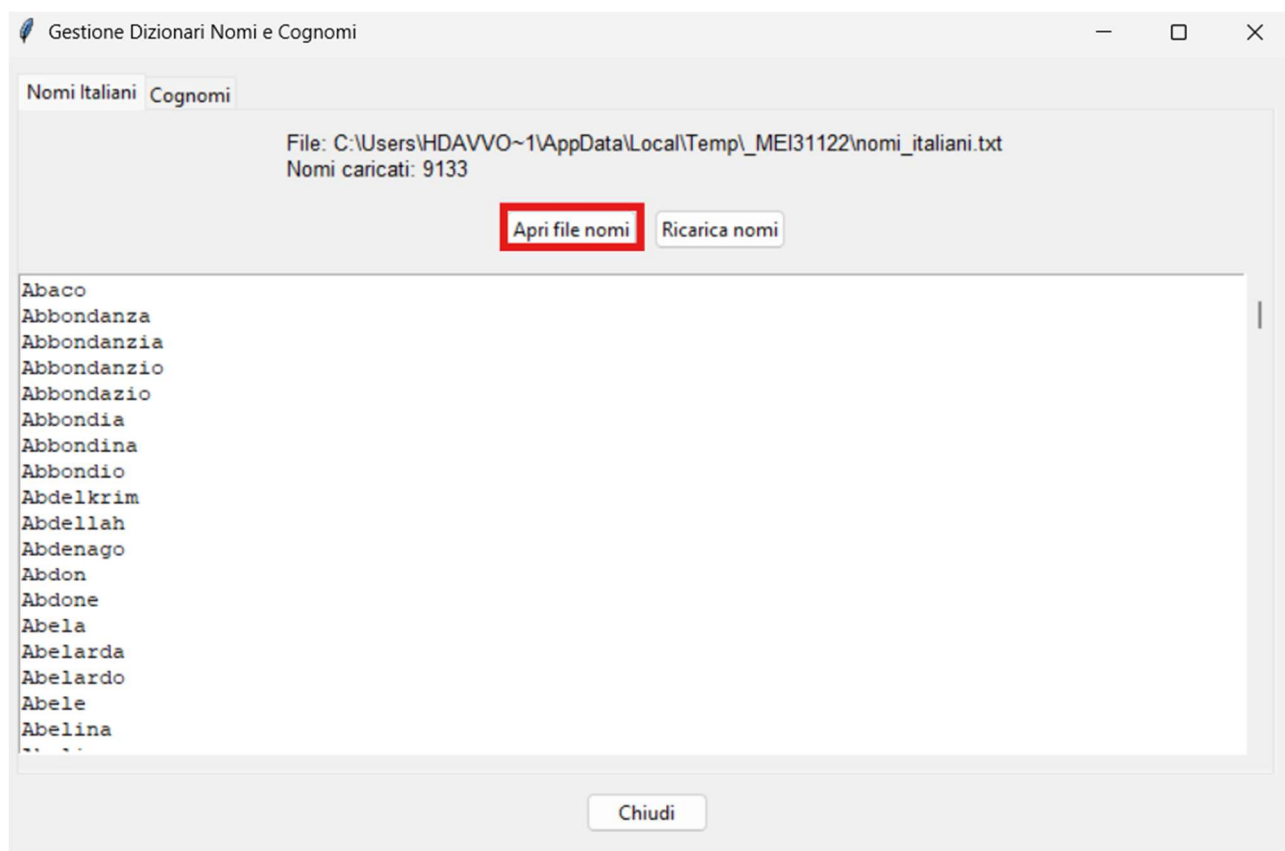 Gestione Dizionari Nomi e Cognomi
Nomi Italiani Cognomi
File: C:\Users\HDAVVO~1\AppData\Local\Temp\_MEI31122\nomi_italiani.txt
Nomi caricati: 9133
Apri file nomi Ricarica nomi
Abaco
Abbondanza
Abbondanzia
Abbondanzio
Abbondazio
Abbondia
Abbondina
Abbondio
Abdelkrim
Abdellah
Abdenago
Abdon
Abdone
Abela
Abelarda
Abelardo
Abele
Abelina
Chiudi